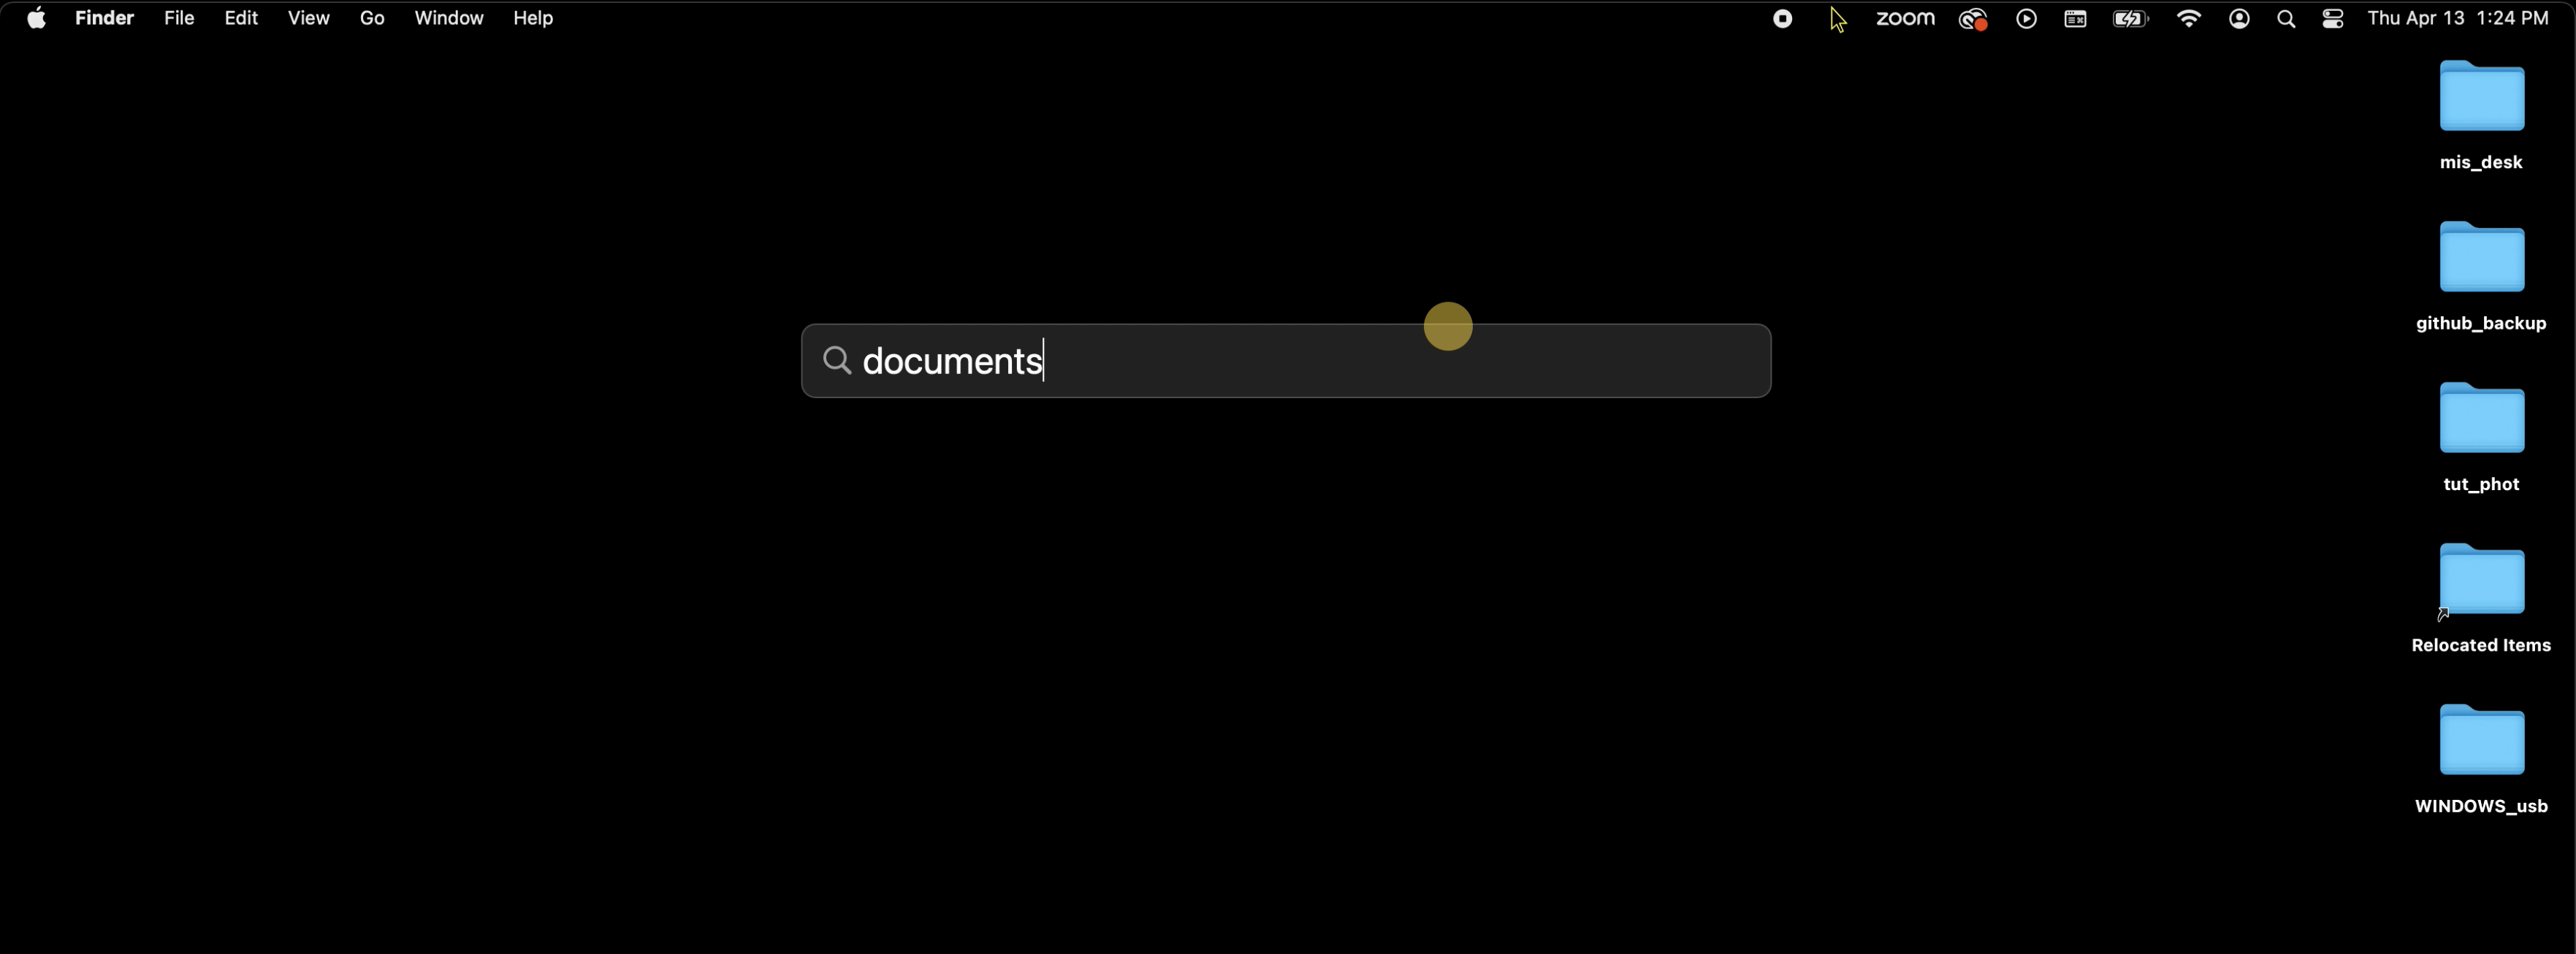 Finder File Edit View Go Window Help zoom Thu Apr 13 1:24 PM
mis_desk
github_backup
documents
tut_phot
Relocated Items
WINDOWS_usb